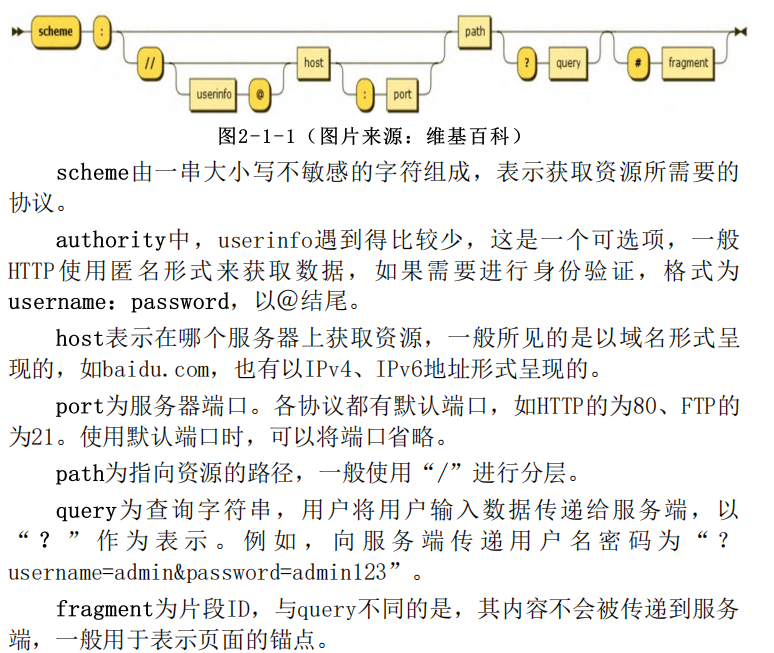 scheme : // userinfo @ host : port path ? query # fragment
图2-1-1（图片来源：维基百科）
scheme由一串大小写不敏感的字符组成，表示获取资源所需要的
协议。
authority中，userinfo遇到得比较少，这是一个可选项，一般
HTTP使用匿名形式来获取数据，如果需要进行身份验证，格式为
username：password，以@结尾。
host表示在哪个服务器上获取资源，一般所见的是以域名形式呈
现的，如baidu.com，也有以IPv4、IPv6地址形式呈现的。
port为服务器端口。各协议都有默认端口，如HTTP的为80、FTP的
为21。使用默认端口时，可以将端口省略。
path为指向资源的路径，一般使用“/”进行分层。
query为查询字符串，用户将用户输入数据传递给服务端，以
“？”作为表示。例如，向服务端传递用户名密码为“？
username=admin&password=admin123”。
fragment为片段ID，与query不同的是，其内容不会被传递到服务
端，一般用于表示页面的锚点。